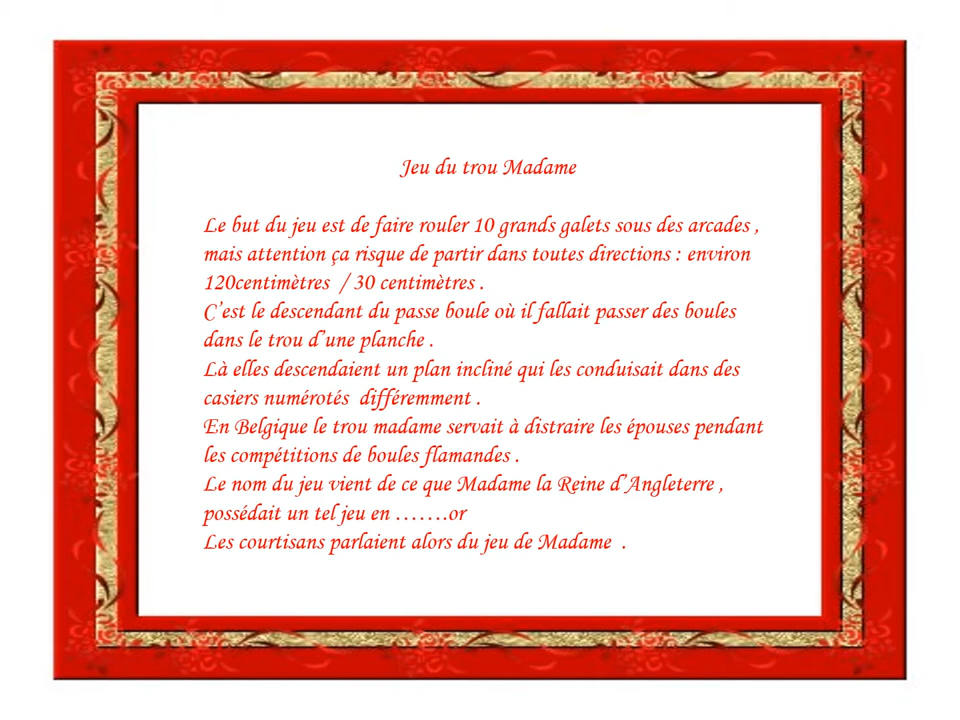 Jeu du trou Madame
Le but du jeu est de faire rouler 10 grands galets sous des arcades ,
mais attention ça risque de partir dans toutes directions : environ
120centimètres / 30 centimètres .
C’est le descendant du passe boule où il fallait passer des boules
dans le trou d’une planche .
Là elles descendaient un plan incliné qui les conduisait dans des
casiers numérotés différemment .
En Belgique le trou madame servait à distraire les épouses pendant
les compétitions de boules flamandes .
Le nom du jeu vient de ce que Madame la Reine d’Angleterre ,
possédait un tel jeu en …….or
Les courtisans parlaient alors du jeu de Madame .